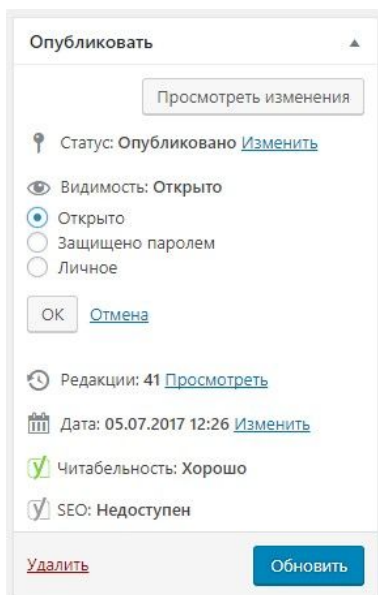 Опубликовать
Просмотреть изменения
Статус: Опубликовано Изменить
Видимость: Открыто
Открыто
Защищено паролем
Личное
ОК Отмена
Редакции: 41 Просмотреть
Дата: 05.07.2017 12:26 Изменить
Читабельность: Хорошо
SEO: Недоступен
Удалить Обновить